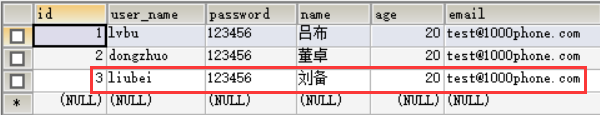 id user_name password name age email
1 lvbu 123456 吕布 20 test@1000phone.com
2 dongzhuo 123456 董卓 20 test@1000phone.com
3 liubei 123456 刘备 20 test@1000phone.com
* (NULL) (NULL) (NULL) (NULL) (NULL) (NULL)